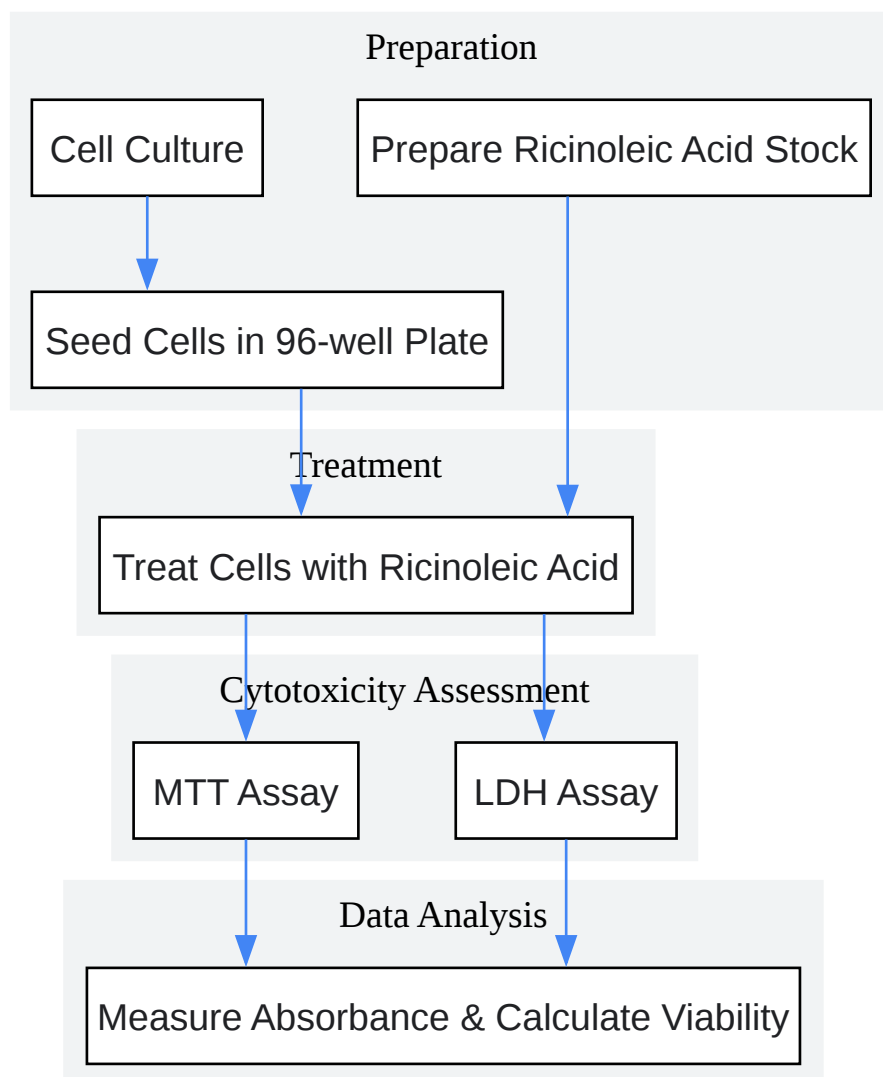 Preparation
Cell Culture
Prepare Ricinoleic Acid Stock
Seed Cells in 96-well Plate
Treatment
Treat Cells with Ricinoleic Acid
Cytotoxicity Assessment
MTT Assay
LDH Assay
Data Analysis
Measure Absorbance & Calculate Viability